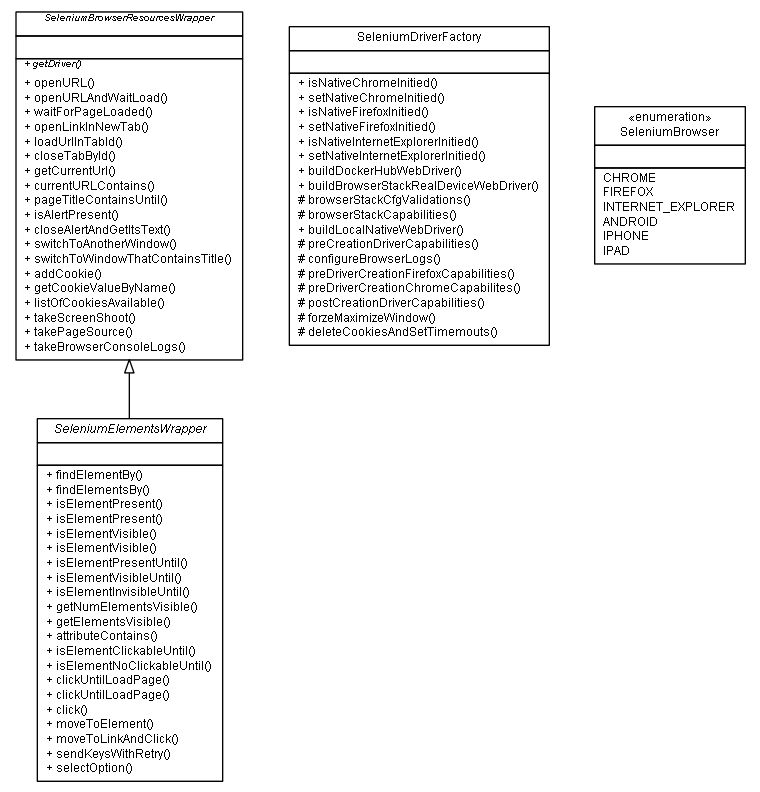 SeleniumBrowserResourcesWrapper
+ getDriver()
+ openURL()
+ openURLAndWaitLoad()
+ waitForPageLoaded()
+ openLinkInNewTab()
+ loadUrlInTabId()
+ closeTabById()
+ getCurrentUrl()
+ currentURLContains()
+ pageTitleContainsUntil()
+ isAlertPresent()
+ closeAlertAndGetItsText()
+ switchToAnotherWindow()
+ switchToWindowThatContainsTitle()
+ addCookie()
+ getCookieValueByName()
+ listOfCookiesAvailable()
+ takeScreenShoot()
+ takePageSource()
+ takeBrowserConsoleLogs()
SeleniumElementsWrapper
+ findElementBy()
+ findElementsBy()
+ isElementPresent()
+ isElementPresent()
+ isElementVisible()
+ isElementVisible()
+ isElementPresentUntil()
+ isElementVisibleUntil()
+ isElementInvisibleUntil()
+ getNumElementsVisible()
+ getElementsVisible()
+ attributeContains()
+ isElementClickableUntil()
+ isElementNoClickableUntil()
+ clickUntilLoadPage()
+ clickUntilLoadPage()
+ click()
+ moveToElement()
+ moveToLinkAndClick()
+ sendKeysWithRetry()
+ selectOption()
SeleniumDriverFactory
+ isNativeChromeInitied()
+ setNativeChromeInitied()
+ isNativeFirefoxInitied()
+ setNativeFirefoxInitied()
+ isNativeInternetExplorerInitied()
+ setNativeInternetExplorerInitied()
+ buildDockerHubWebDriver()
+ buildBrowserStackRealDeviceWebDriver()
# browserStackCfgValidations()
# browserStackCapabilities()
+ buildLocalNativeWebDriver()
# preCreationDriverCapabilities()
# configureBrowserLogs()
# preDriverCreationFirefoxCapabilities()
# preDriverCreationChromeCapabilites()
# postCreationDriverCapabilities()
# forzeMaximizeWindow()
# deleteCookiesAndSetTimemouts()
«enumeration»
SeleniumBrowser
CHROME
FIREFOX
INTERNET_EXPLORER
ANDROID
IPHONE
IPAD